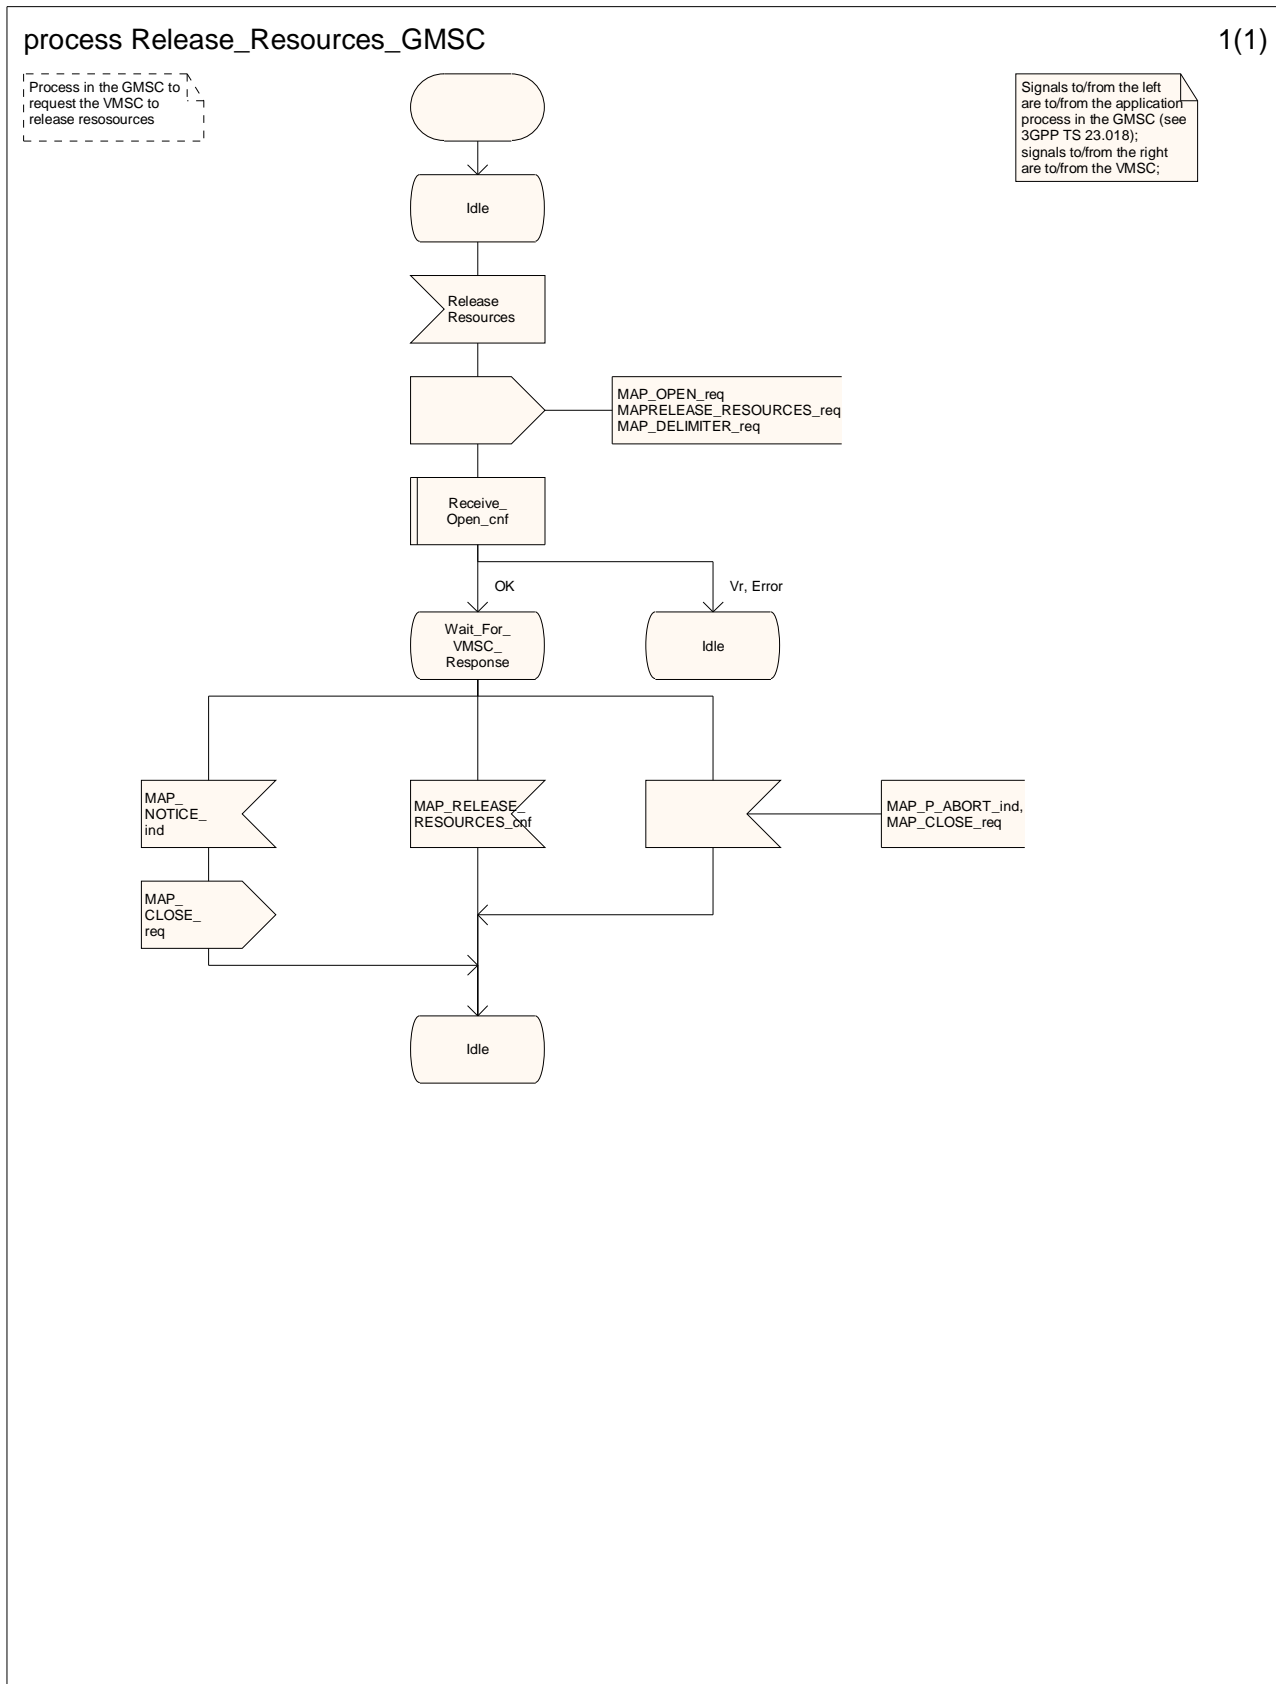 process Release_Resources_GMSC
1(1)
Process in the GMSC to
request the VMSC to
release resosources
Signals to/from the left
are to/from the application
process in the GMSC (see
3GPP TS 23.018);
signals to/from the right
are to/from the VMSC;
Idle
Release
Resources
MAP_OPEN_req
MAPRELEASE_RESOURCES_req
MAP_DELIMITER_req
Receive_
Open_cnf
OK
Vr, Error
Wait_For_
VMSC_
Response
Idle
MAP_
NOTICE_
ind
MAP_RELEASE_
RESOURCES_cnf
MAP_P_ABORT_ind,
MAP_CLOSE_req
MAP_
CLOSE_
req
Idle